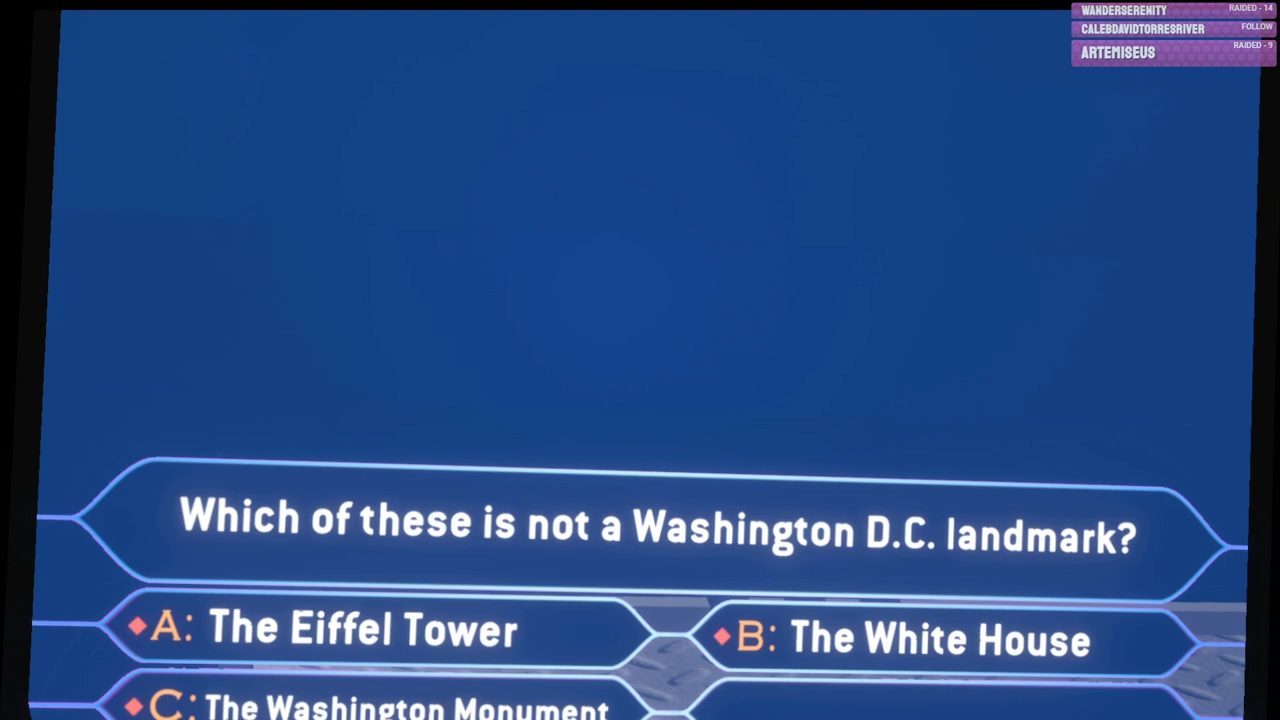 WANDERSERENITY RAIDED - 14
CALEBDAVIDTORRESRIVER FOLLOW
ARTEMISEUS RAIDED - 9
Which of these is not a Washington D.C. landmark?
A: The Eiffel Tower
B: The White House
C: The Washington Monument